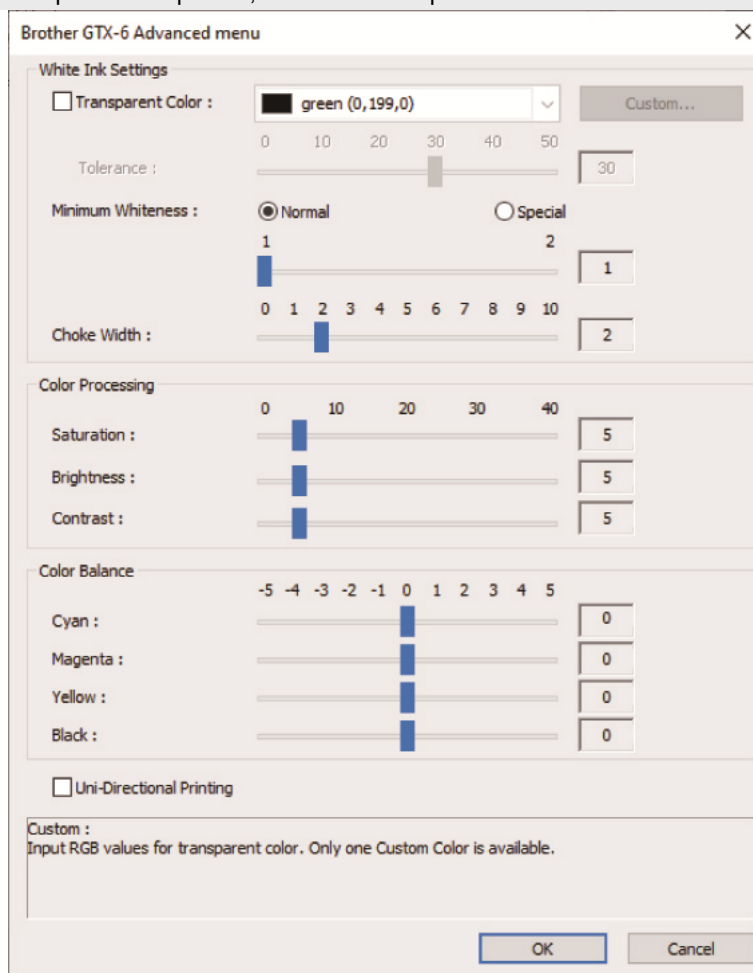 Brother GTX-6 Advanced menu
White Ink Settings
Transparent Color : green (0,199,0) Custom...
0 10 20 30 40 50
Tolerance : 30
Minimum Whiteness : Normal Special
1 2
1
0 1 2 3 4 5 6 7 8 9 10
Choke Width : 2
Color Processing
0 10 20 30 40
Saturation : 5
Brightness : 5
Contrast : 5
Color Balance
-5 -4 -3 -2 -1 0 1 2 3 4 5
Cyan : 0
Magenta : 0
Yellow : 0
Black : 0
Uni-Directional Printing
Custom :
Input RGB values for transparent color. Only one Custom Color is available.
OK Cancel